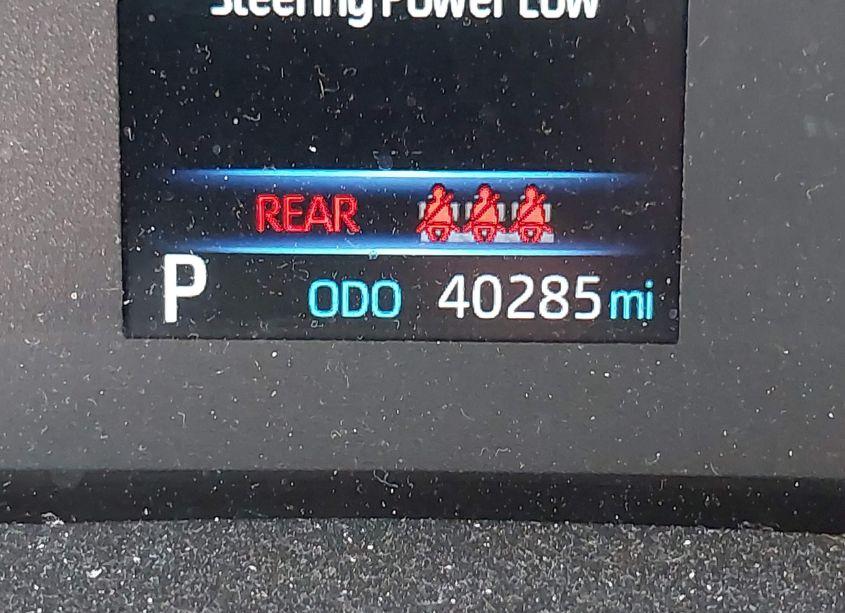 Steering Power Low
REAR
P ODO 40285 mi